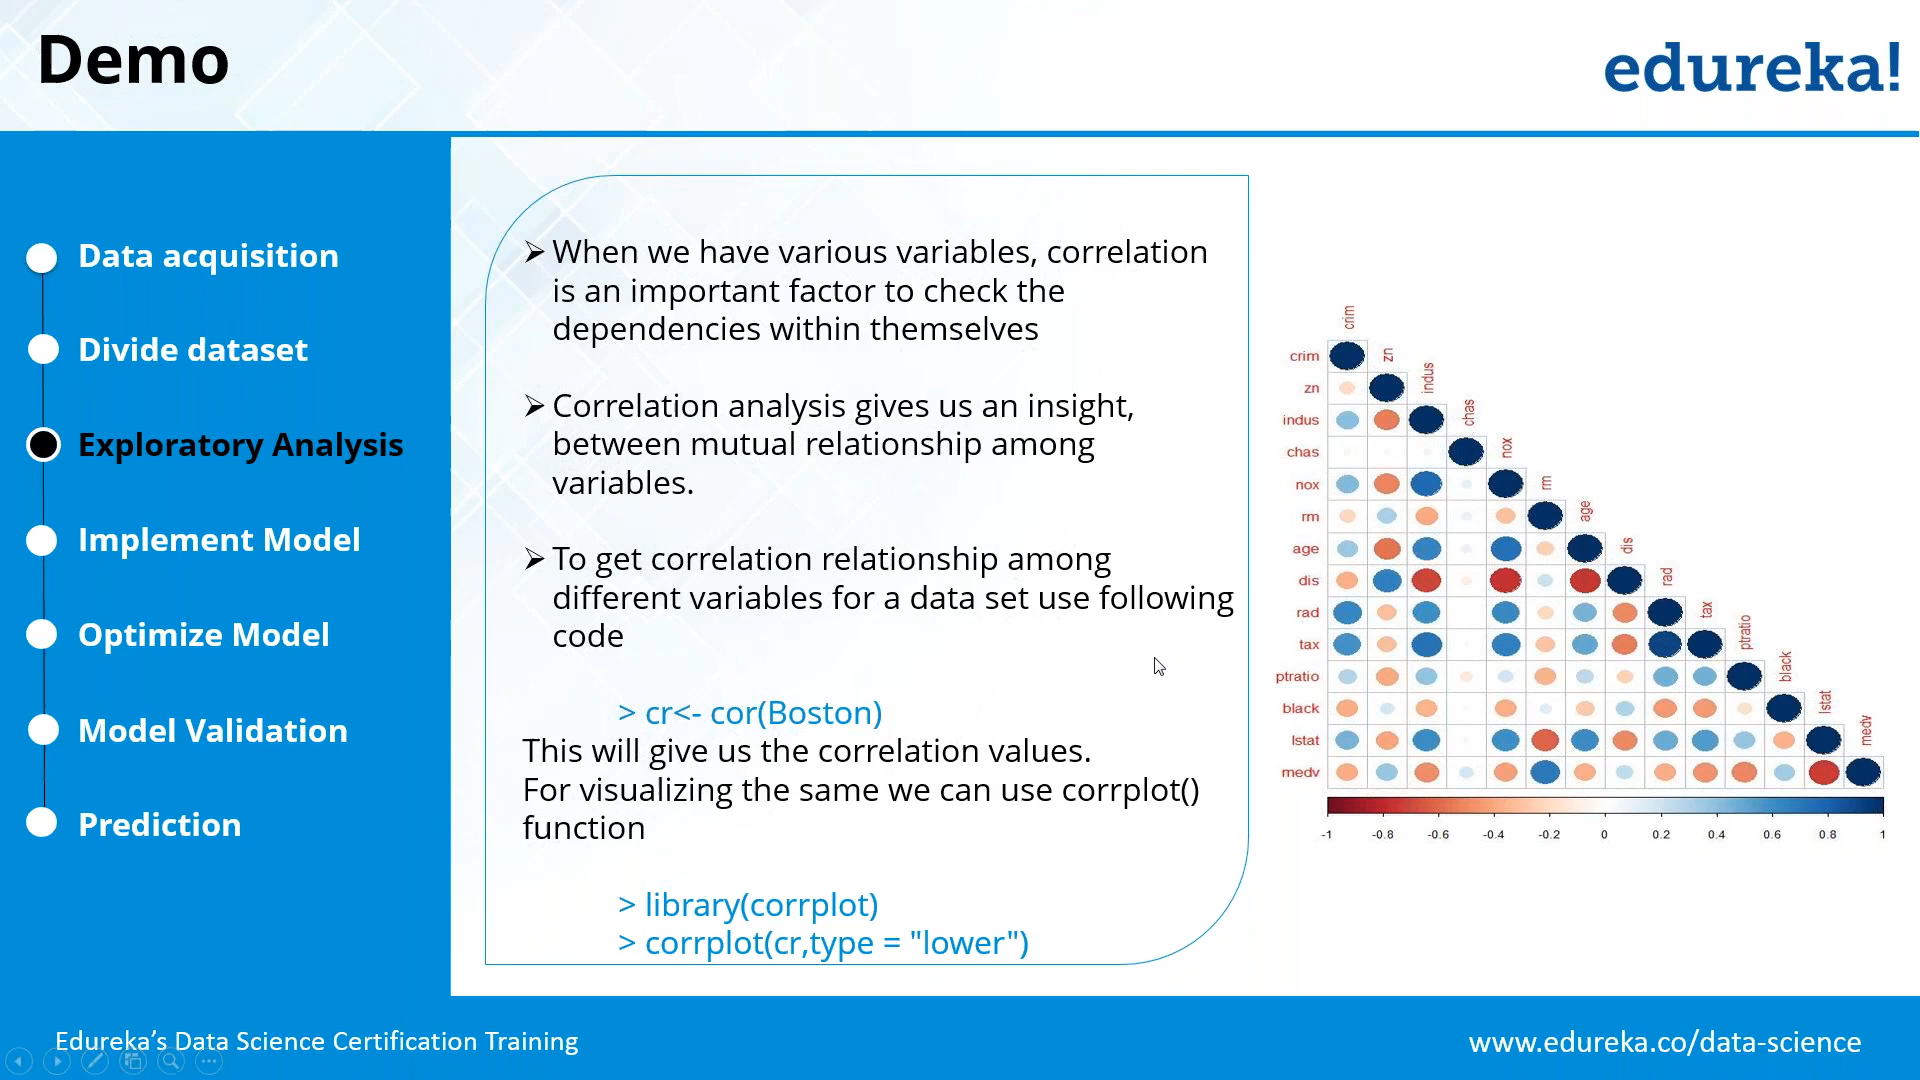 Demo
edureka!
Data acquisition
Divide dataset
Exploratory Analysis
Implement Model
Optimize Model
Model Validation
Prediction
When we have various variables, correlation
is an important factor to check the
dependencies within themselves
Correlation analysis gives us an insight,
between mutual relationship among
variables.
To get correlation relationship among
different variables for a data set use following
code
> cr<- cor(Boston)
This will give us the correlation values.
For visualizing the same we can use corrplot()
function
> library(corrplot)
> corrplot(cr,type = "lower")
crim
zn
indus
chas
nox
rm
age
dis
rad
tax
ptratio
black
lstat
medv
crim
zn
indus
chas
nox
rm
age
dis
rad
tax
ptratio
black
lstat
medv
-1 -0.8 -0.6 -0.4 -0.2 0 0.2 0.4 0.6 0.8 1
Edureka’s Data Science Certification Training
www.edureka.co/data-science